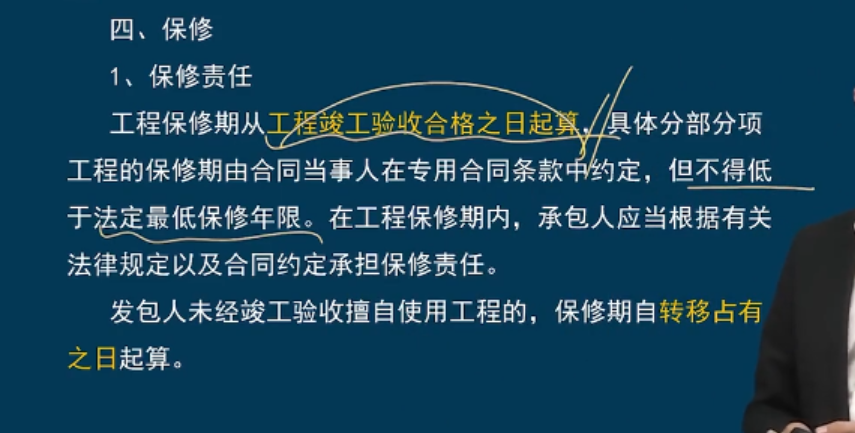 四、保修
1、保修责任
工程保修期从工程竣工验收合格之日起算，具体分部分项
工程的保修期由合同当事人在专用合同条款中约定，但不得低
于法定最低保修年限。在工程保修期内，承包人应当根据有关
法律规定以及合同约定承担保修责任。
发包人未经竣工验收擅自使用工程的，保修期自转移占有
之日起算。